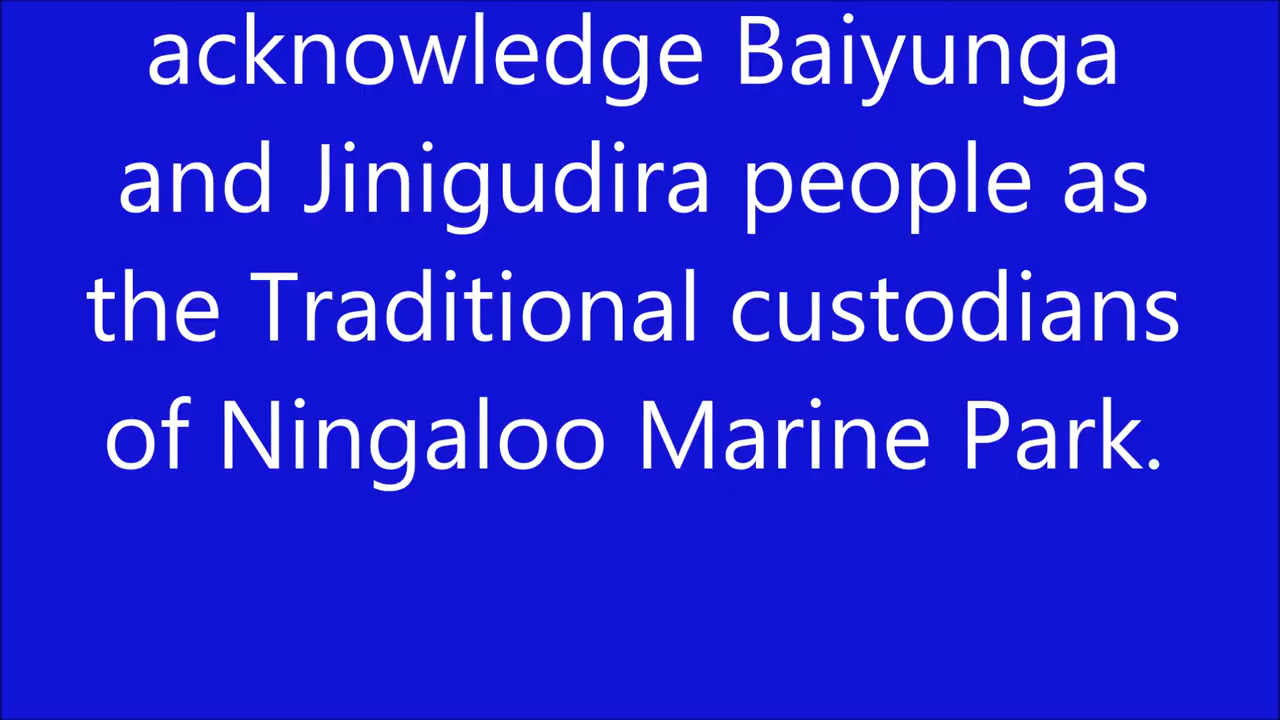 acknowledge Baiyunga
and Jinigudira people as
the Traditional custodians
of Ningaloo Marine Park.